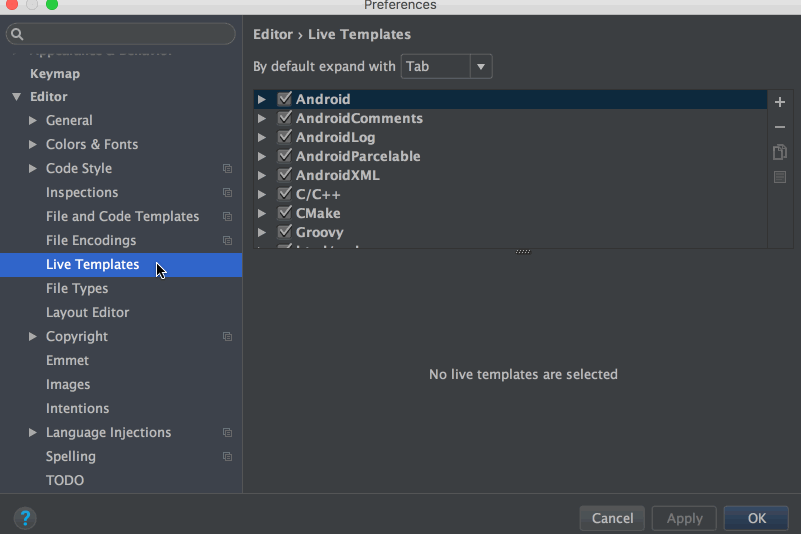 Preferences
Keymap
Editor
General
Colors & Fonts
Code Style
Inspections
File and Code Templates
File Encodings
Live Templates
File Types
Layout Editor
Copyright
Emmet
Images
Intentions
Language Injections
Spelling
TODO
Editor › Live Templates
By default expand with Tab
Android
AndroidComments
AndroidLog
AndroidParcelable
AndroidXML
C/C++
CMake
Groovy
No live templates are selected
?
Cancel
Apply
OK